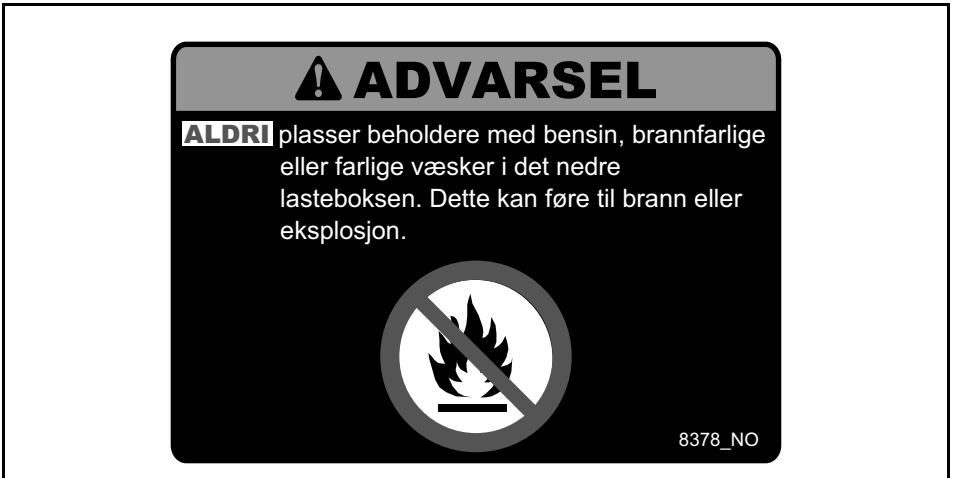 ADVARSEL
ALDRI plasser beholdere med bensin, brannfarlige
eller farlige væsker i det nedre
lasteboksen. Dette kan føre til brann eller
eksplosjon.
8378_NO